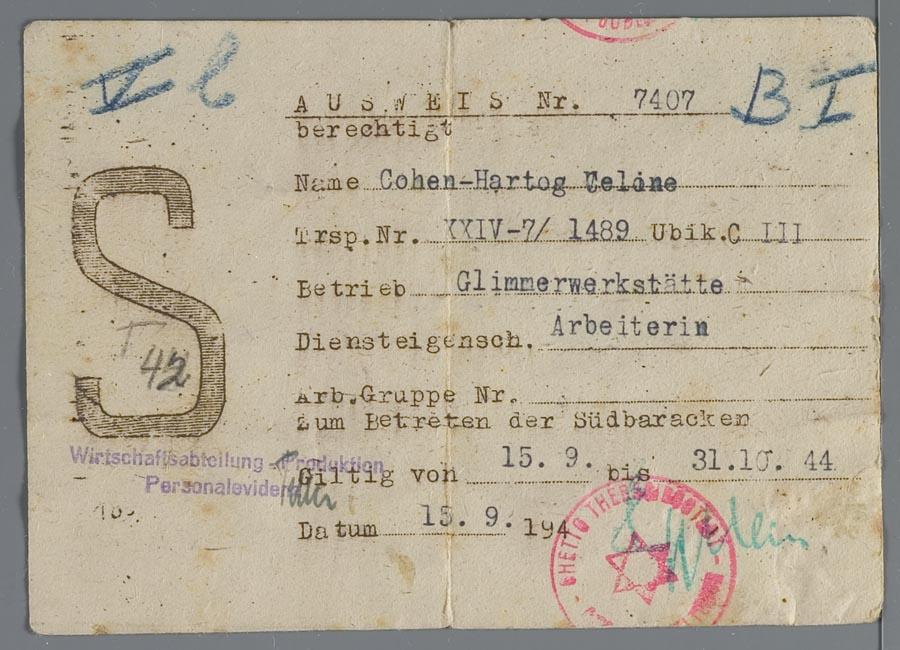 V b
AUSWEIS Nr. 7407
B I
berechtigt
Name Cohen-Hartog Celine
Trsp.Nr. XXIV-7/ 1489 Ubik.C III
Betrieb Glimmerwerkstätte
Diensteigensch. Arbeiterin
S
42
Arb.Gruppe Nr.
zum Betreten der Südbaracken
Wirtschaftsabteilung - Produktion
Personalevidenz
Giltig von 15. 9. bis 31.10. 44
Datum 15. 9. 194
GHETTO THERESIENSTADT